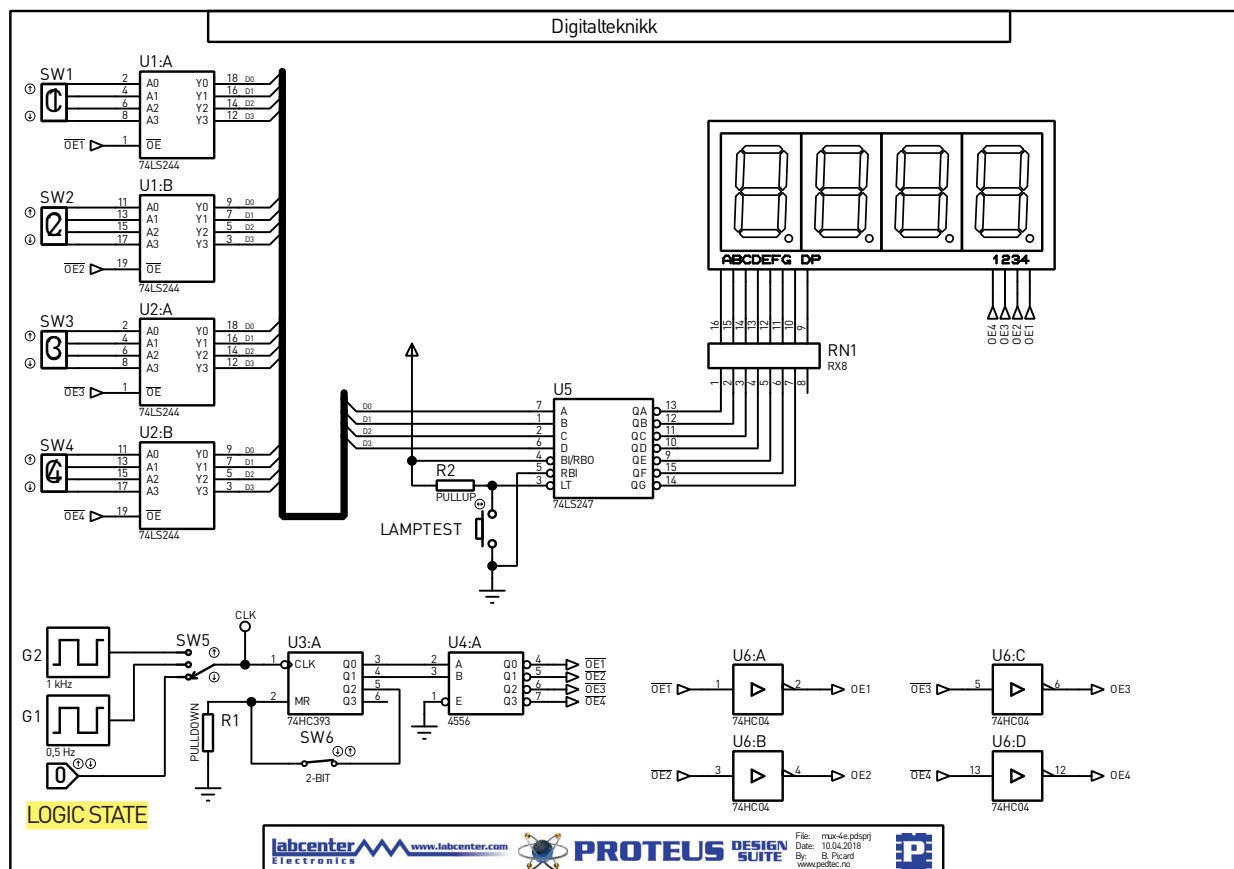 Digitalteknikk
SW1
U1:A
2 A0 Y0 18 D0
4 A1 Y1 16 D1
6 A2 Y2 14 D2
8 A3 Y3 12 D3
OE1 1 OE
74LS244
SW2
U1:B
11 A0 Y0 9 D0
13 A1 Y1 7 D1
15 A2 Y2 5 D2
17 A3 Y3 3 D3
OE2 19 OE
74LS244
SW3
U2:A
2 A0 Y0 18 D0
4 A1 Y1 16 D1
6 A2 Y2 14 D2
8 A3 Y3 12 D3
OE3 1 OE
74LS244
SW4
U2:B
11 A0 Y0 9 D0
13 A1 Y1 7 D1
15 A2 Y2 5 D2
17 A3 Y3 3 D3
OE4 19 OE
74LS244
ABCDEFG DP 1234
16 15 14 13 12 11 10 9
OE4 OE3 OE2 OE1
RN1
RX8
1 2 3 4 5 6 7 8
U5
D0 7 A QA 13
D1 1 B QB 12
D2 2 C QC 11
D3 6 D QD 10
4 BI/RBO QE 9
5 RBI QF 15
3 LT QG 14
74LS247
R2
PULLUP
LAMPTEST
CLK
G2
1 kHz
G1
0,5 Hz
0
LOGIC STATE
SW5
U3:A
1 CLK Q0 3
Q1 4
Q2 5
2 MR Q3 6
74HC393
R1
PULLDOWN
SW6
2-BIT
U4:A
2 A Q0 4 OE1
3 B Q1 5 OE2
Q2 6 OE3
1 E Q3 7 OE4
4556
U6:A
OE1 1 2 OE1
74HC04
U6:C
OE3 5 6 OE3
74HC04
U6:B
OE2 3 4 OE2
74HC04
U6:D
OE4 13 12 OE4
74HC04
labcenter www.labcenter.com
Electronics
PROTEUS DESIGN SUITE
File: mux-4e.pdsprj
Date: 10.04.2018
By: B. Picard
www.pedtec.no
P